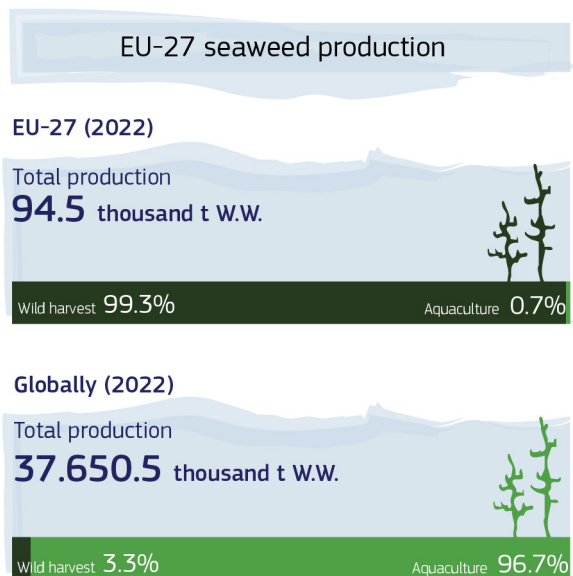 EU-27 seaweed production
EU-27 (2022)
Total production
94.5 thousand t W.W.
Wild harvest 99.3% Aquaculture 0.7%
Globally (2022)
Total production
37.650.5 thousand t W.W.
Wild harvest 3.3% Aquaculture 96.7%